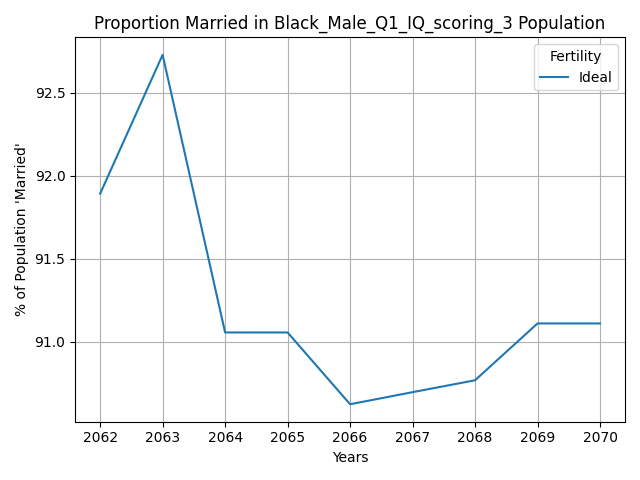 Proportion Married in Black_Male_Q1_IQ_scoring_3 Population
Fertility
Ideal
92.5
92.0
91.5
91.0
% of Population 'Married'
2062 2063 2064 2065 2066 2067 2068 2069 2070
Years